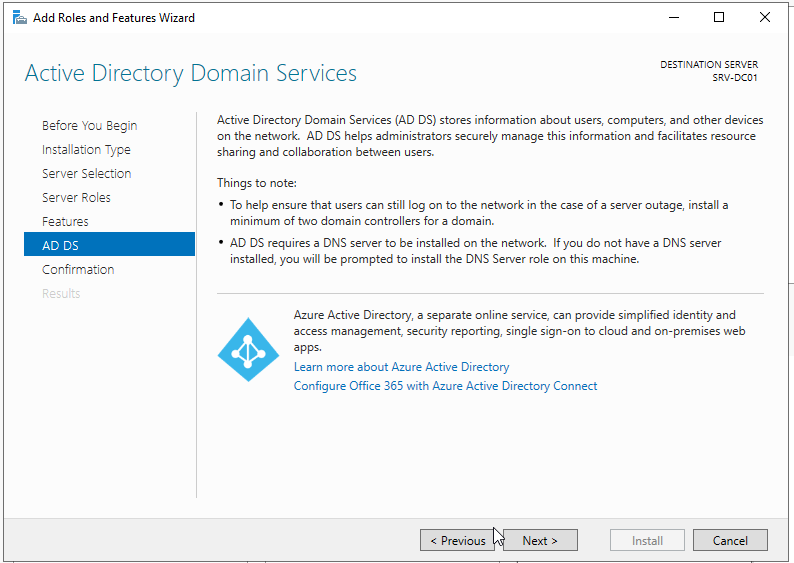 Add Roles and Features Wizard
Active Directory Domain Services
DESTINATION SERVER
SRV-DC01
Before You Begin
Installation Type
Server Selection
Server Roles
Features
AD DS
Confirmation
Results
Active Directory Domain Services (AD DS) stores information about users, computers, and other devices
on the network.  AD DS helps administrators securely manage this information and facilitates resource
sharing and collaboration between users.
Things to note:
• To help ensure that users can still log on to the network in the case of a server outage, install a
minimum of two domain controllers for a domain.
• AD DS requires a DNS server to be installed on the network.  If you do not have a DNS server
installed, you will be prompted to install the DNS Server role on this machine.
Azure Active Directory, a separate online service, can provide simplified identity and
access management, security reporting, single sign-on to cloud and on-premises web
apps.
Learn more about Azure Active Directory
Configure Office 365 with Azure Active Directory Connect
< Previous
Next >
Install
Cancel